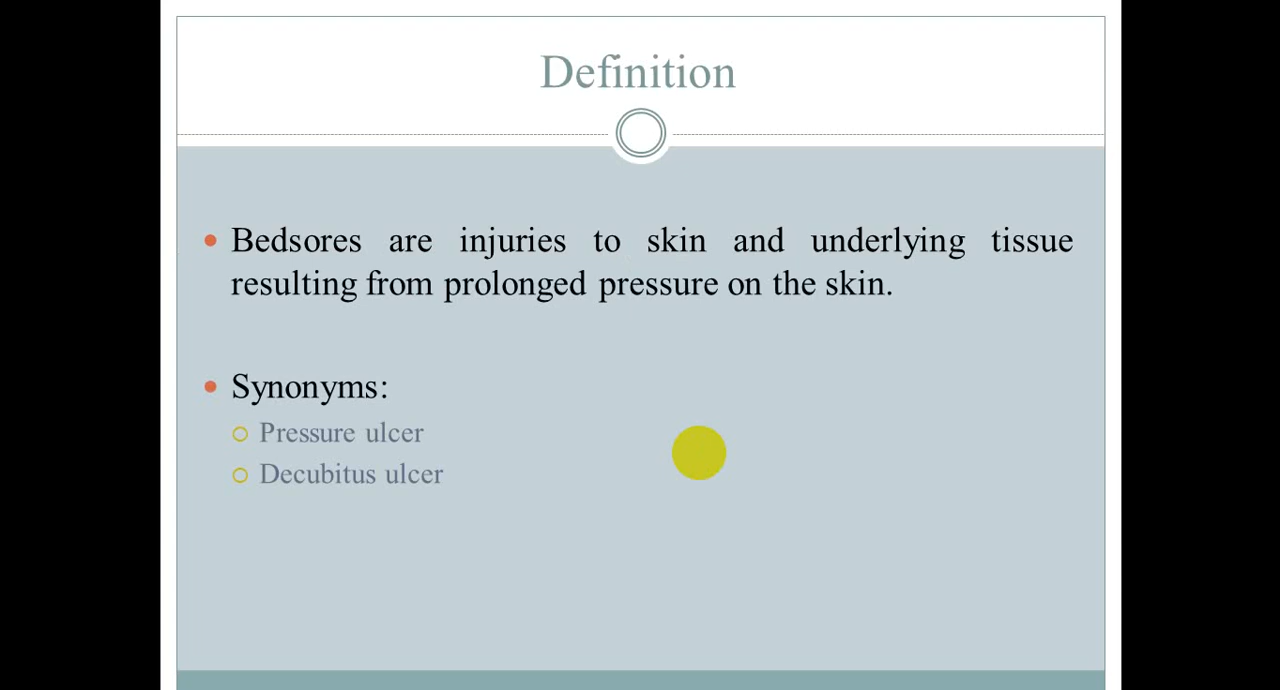 Definition
Bedsores are injuries to skin and underlying tissue
resulting from prolonged pressure on the skin.
Synonyms:
Pressure ulcer
Decubitus ulcer